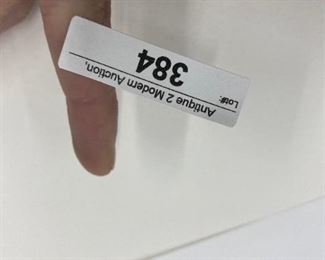 Lot#:
Antique 2 Modern Auction,
384